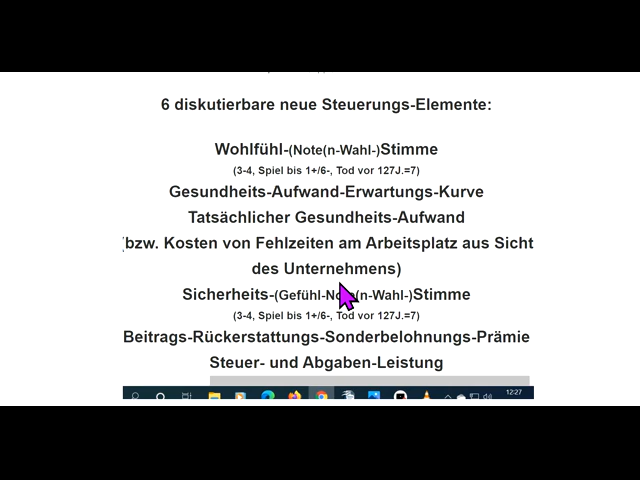 6 diskutierbare neue Steuerungs-Elemente:
Wohlfühl-(Note(n-Wahl-)Stimme
(3-4, Spiel bis 1+/6-, Tod vor 127J.=7)
Gesundheits-Aufwand-Erwartungs-Kurve
Tatsächlicher Gesundheits-Aufwand
(bzw. Kosten von Fehlzeiten am Arbeitsplatz aus Sicht
des Unternehmens)
Sicherheits-(Gefühl-Note(n-Wahl-)Stimme
(3-4, Spiel bis 1+/6-, Tod vor 127J.=7)
Beitrags-Rückerstattungs-Sonderbelohnungs-Prämie
Steuer- und Abgaben-Leistung
12:27